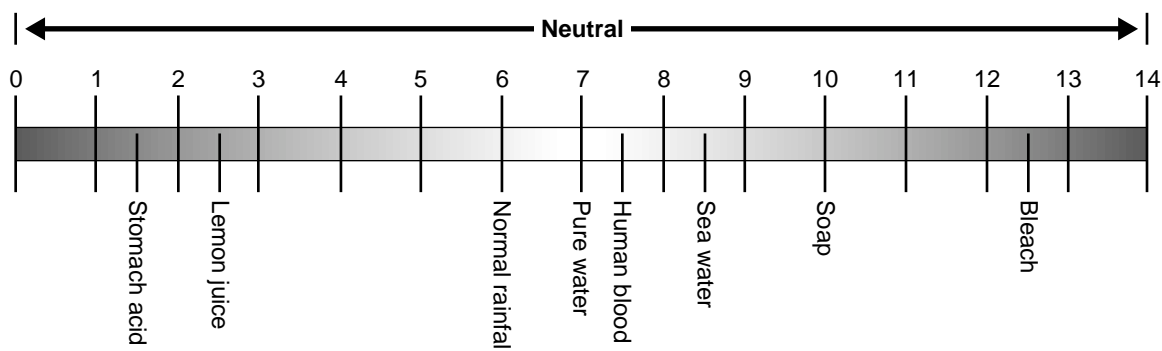 Neutral
0 1 2 3 4 5 6 7 8 9 10 11 12 13 14
Stomach acid
Lemon juice
Normal rainfal
Pure water
Human blood
Sea water
Soap
Bleach